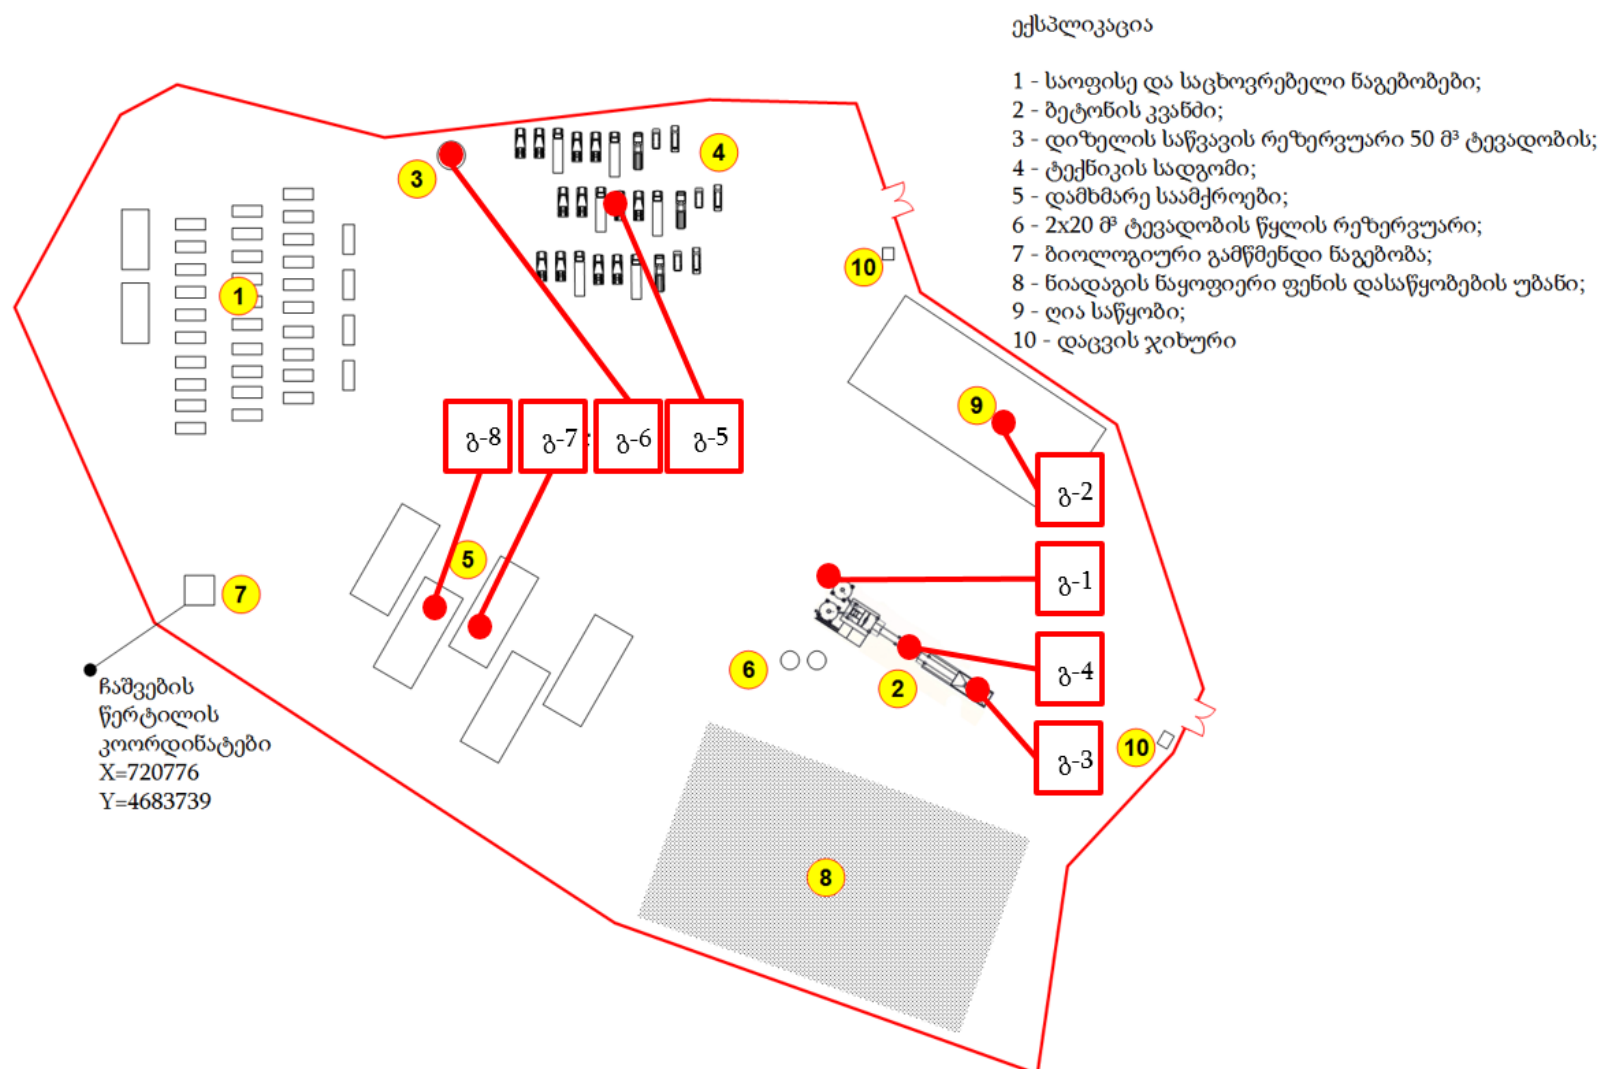 ექსპლიკაცია
1 - საოფისე და საცხოვრებელი ნაგებობები;
2 - ბეტონის კვანძი;
3 - დიზელის საწვავის რეზერვუარი 50 მ³ ტევადობის;
4 - ტექნიკის სადგომი;
5 - დამხმარე საამქროები;
6 - 2x20 მ³ ტევადობის წყლის რეზერვუარი;
7 - ბიოლოგიური გამწმენდი ნაგებობა;
8 - ნიადაგის ნაყოფიერი ფენის დასაწყობების უბანი;
9 - ღია საწყობი;
10 - დაცვის ჯიხური
4
3
10
1
9
გ-8
გ-7
გ-6
გ-5
გ-2
5
გ-1
7
6
2
გ-4
ჩაშვების
წერტილის
კოორდინატები
X=720776
Y=4683739
10
გ-3
8